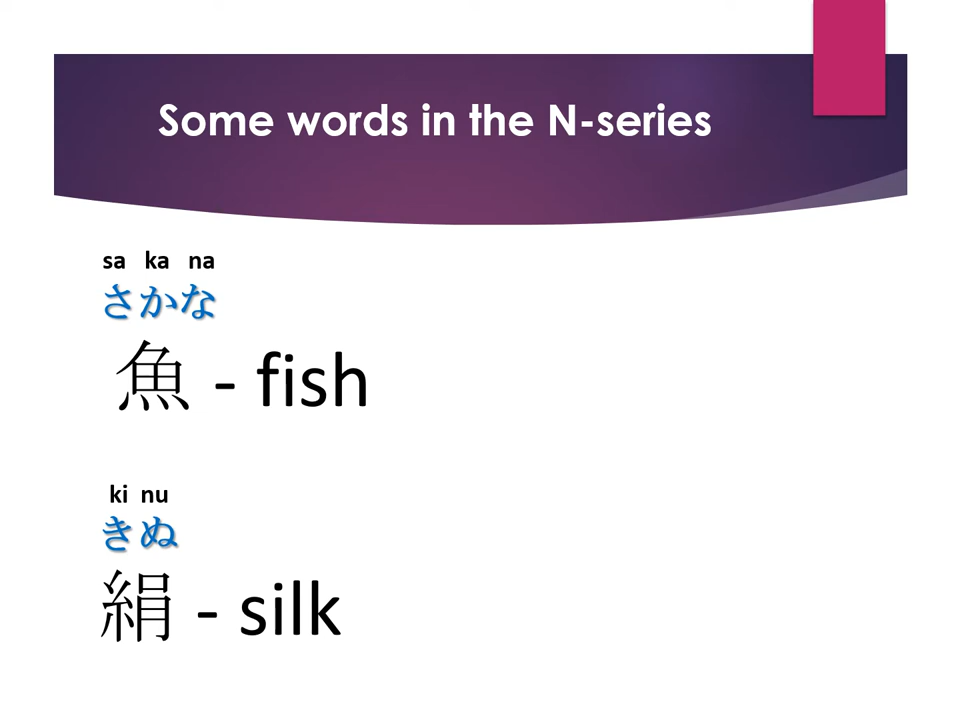 Some words in the N-series
sa ka na
さかな
魚 - fish
ki nu
きぬ
絹 - silk